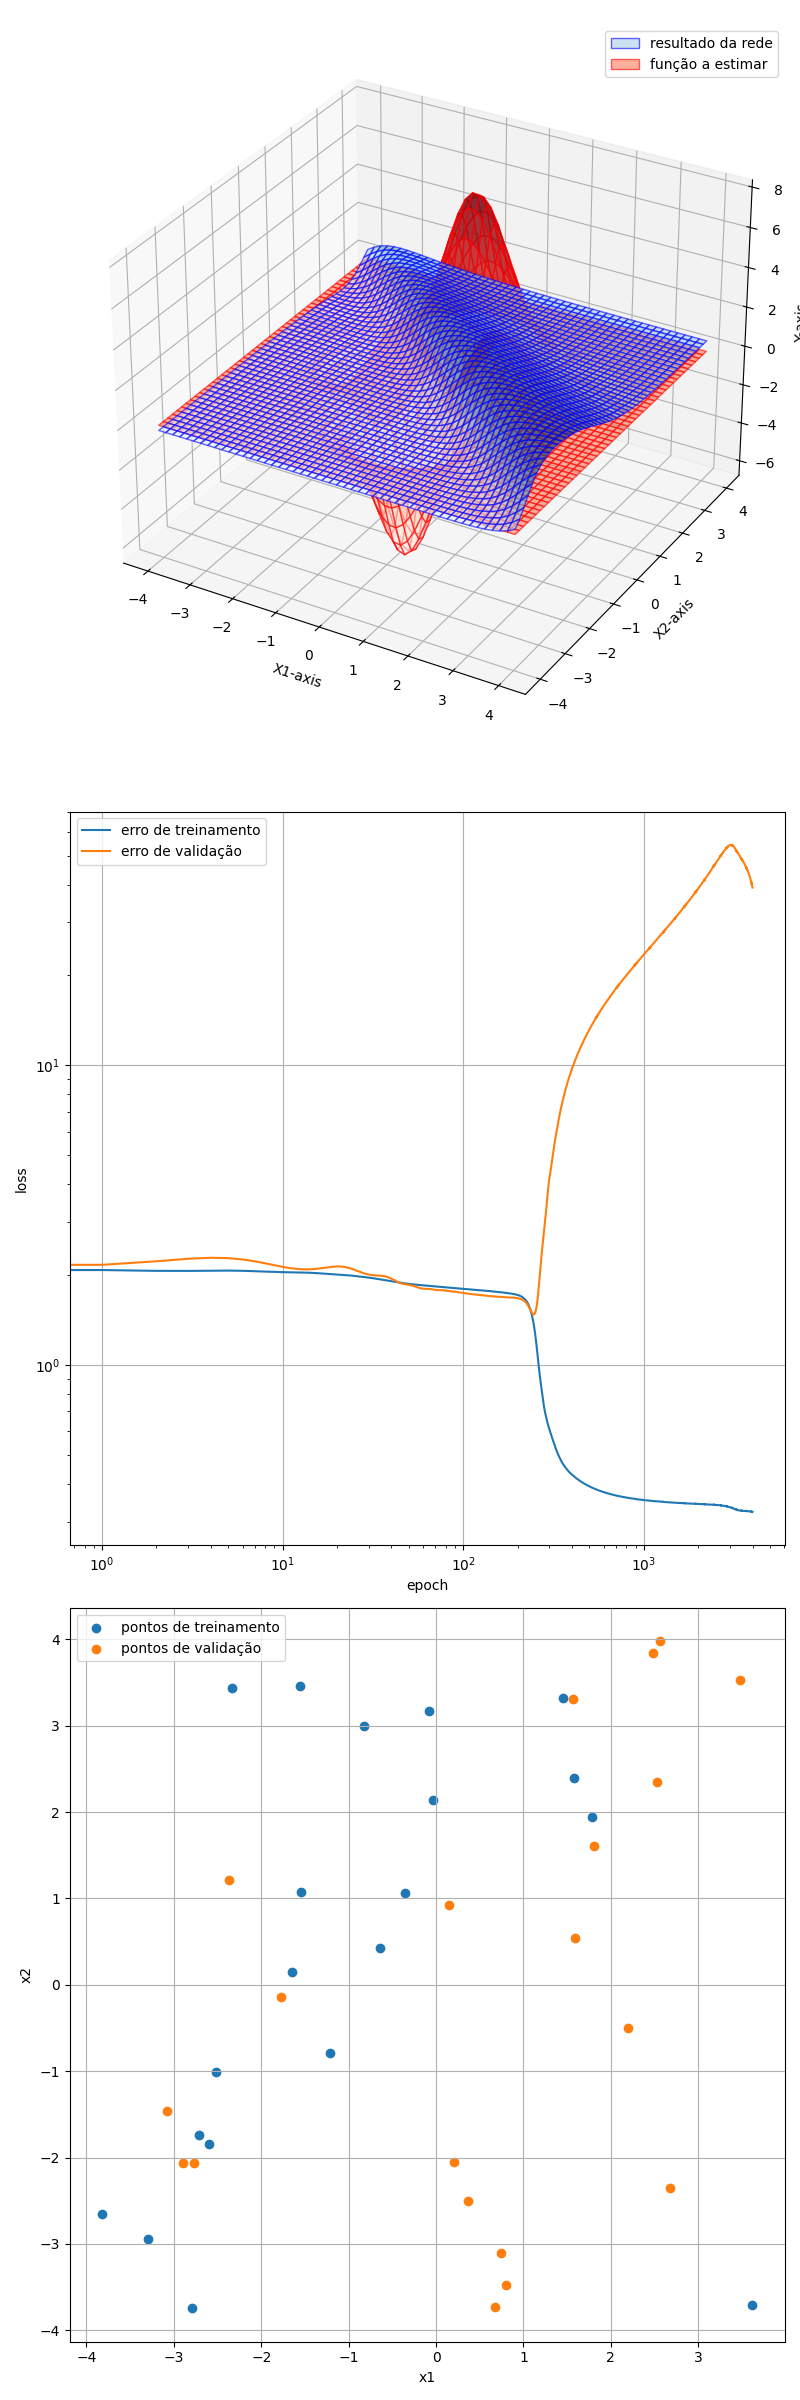 resultado da rede
função a estimar
8
6
4
2
0
−2
−4
−6
−4
−3
−2
−1
0
1
2
3
4
X1-axis
−4
−3
−2
−1
0
1
2
3
4
X2-axis
erro de treinamento
erro de validação
10¹
10⁰
loss
10⁰ 10¹ 10² 10³
epoch
pontos de treinamento
pontos de validação
4
3
2
1
0
−1
−2
−3
−4
x2
−4 −3 −2 −1 0 1 2 3
x1